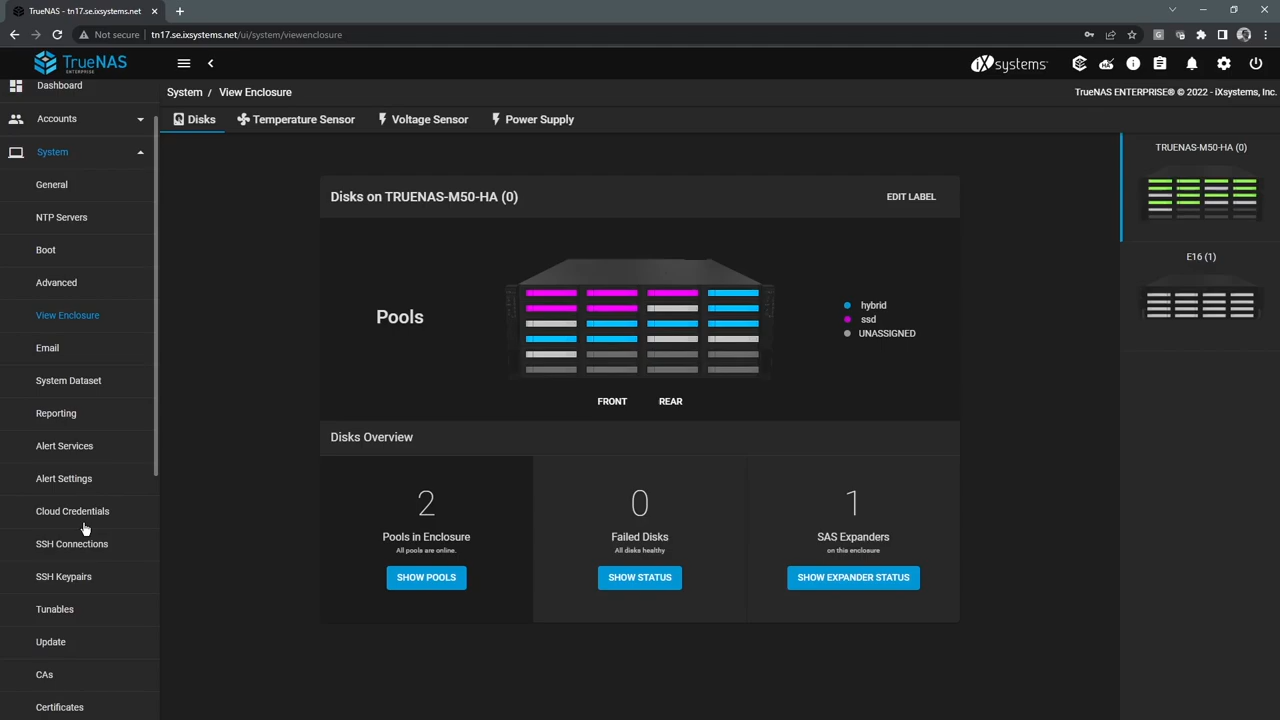 TrueNAS - tn17.se.ixsystems.net
Not secure
tn17.se.ixsystems.net/ui/system/viewenclosure
TrueNAS
ENTERPRISE
iXsystems
Dashboard
System / View Enclosure
TrueNAS ENTERPRISE® © 2022 - iXsystems, Inc.
Accounts
Disks
Temperature Sensor
Voltage Sensor
Power Supply
System
TRUENAS-M50-HA (0)
General
Disks on TRUENAS-M50-HA (0)
EDIT LABEL
NTP Servers
Boot
E16 (1)
Advanced
View Enclosure
Pools
hybrid
ssd
UNASSIGNED
Email
System Dataset
FRONT
REAR
Reporting
Disks Overview
Alert Services
Alert Settings
2
0
1
Cloud Credentials
Pools in Enclosure
Failed Disks
SAS Expanders
All pools are online.
All disks healthy
on this enclosure
SSH Connections
SHOW POOLS
SHOW STATUS
SHOW EXPANDER STATUS
SSH Keypairs
Tunables
Update
CAs
Certificates